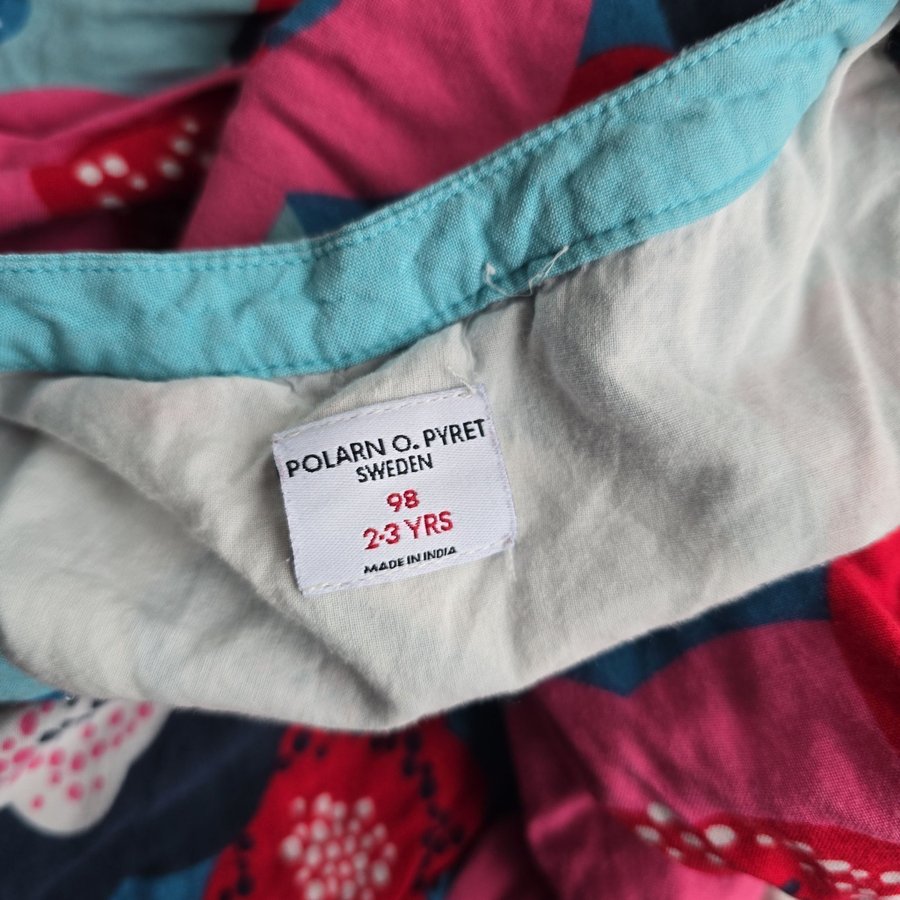 POLARN O. PYRET
SWEDEN
98
2-3 YRS
MADE IN INDIA